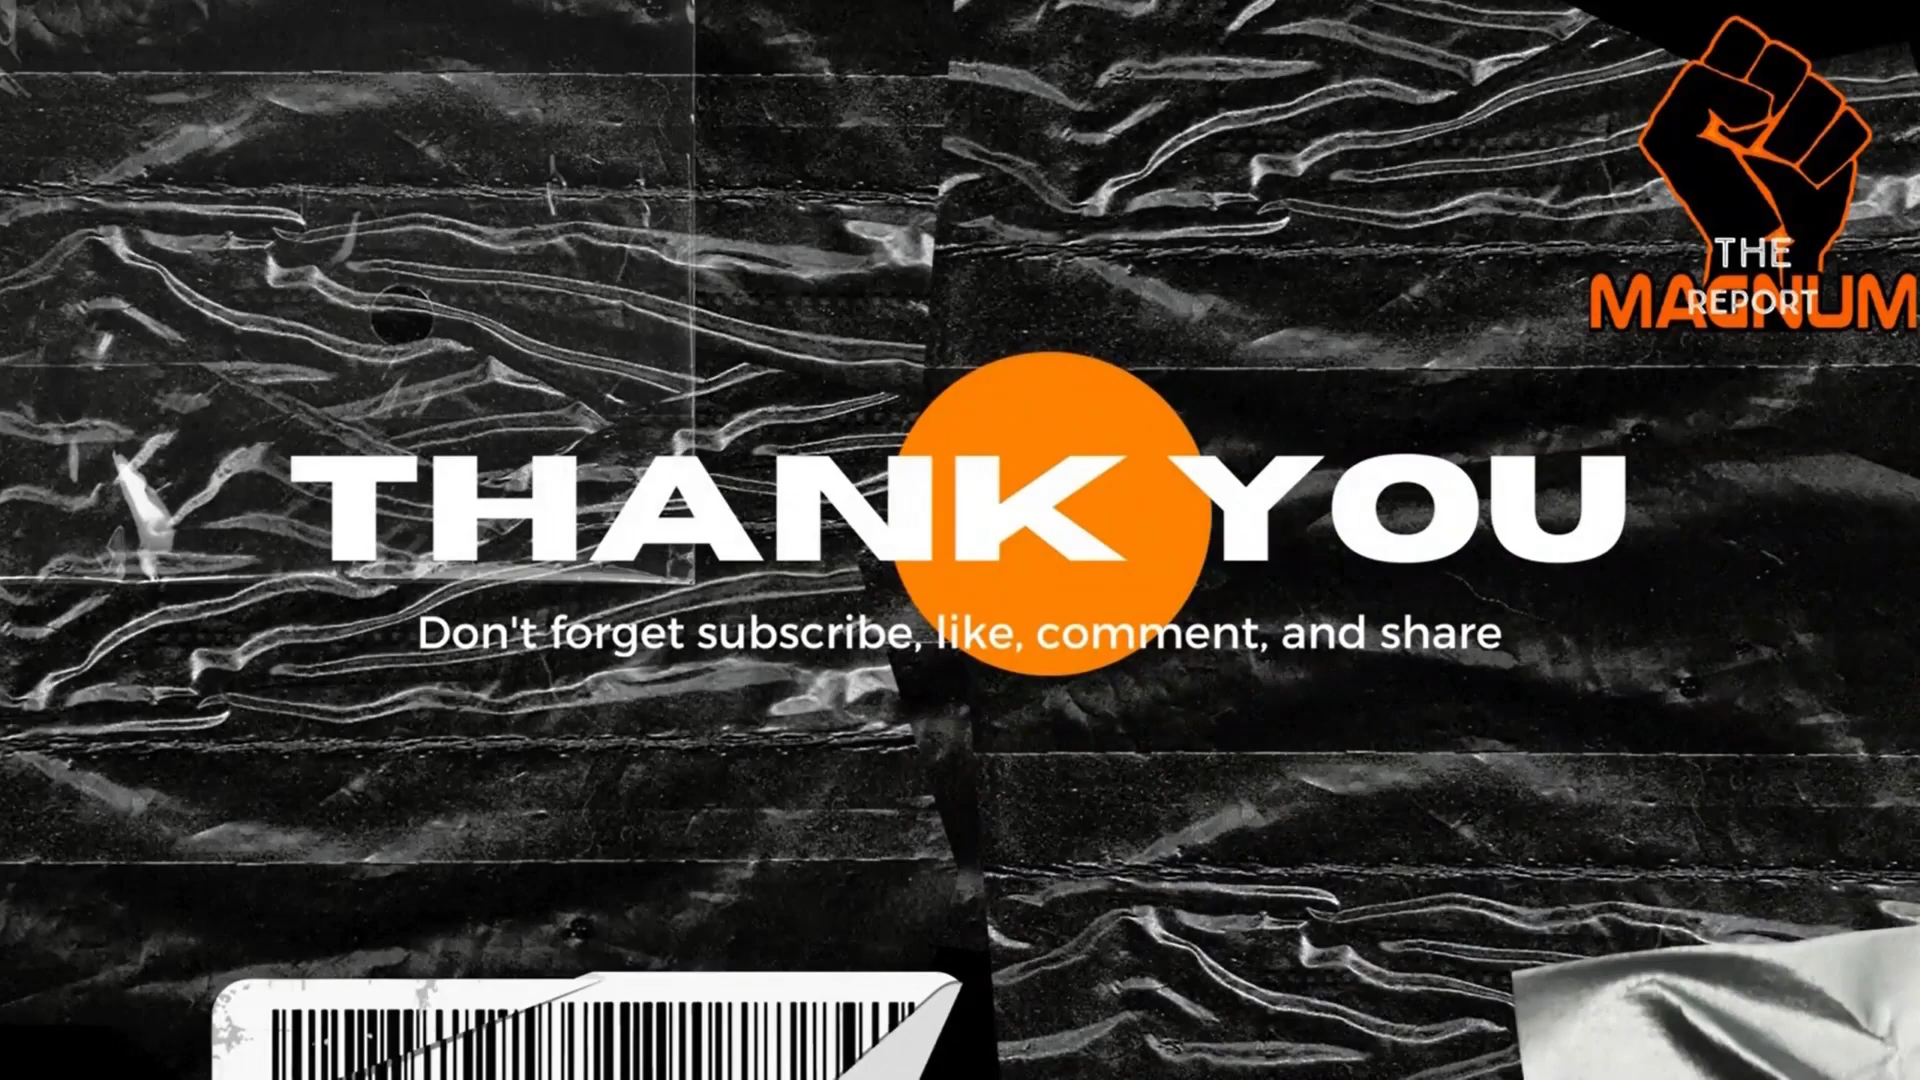 THE
MAGNUM
REPORT
THANK YOU
Don't forget subscribe, like, comment, and share